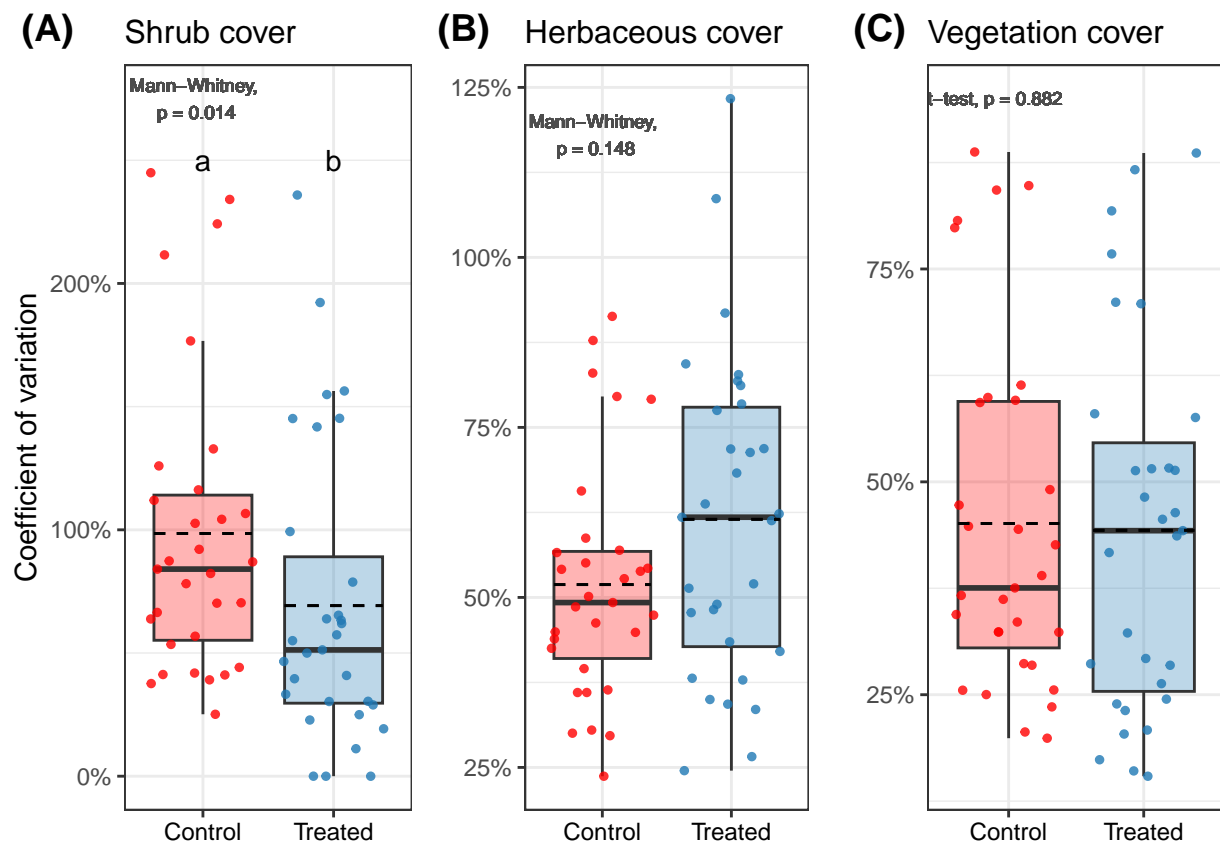 (A) Shrub cover
Mann−Whitney,
p = 0.014
a b
200%
100%
0%
Coefficient of variation
Control Treated
(B) Herbaceous cover
Mann−Whitney,
p = 0.148
125%
100%
75%
50%
25%
Control Treated
(C) Vegetation cover
t−test, p = 0.882
75%
50%
25%
Control Treated